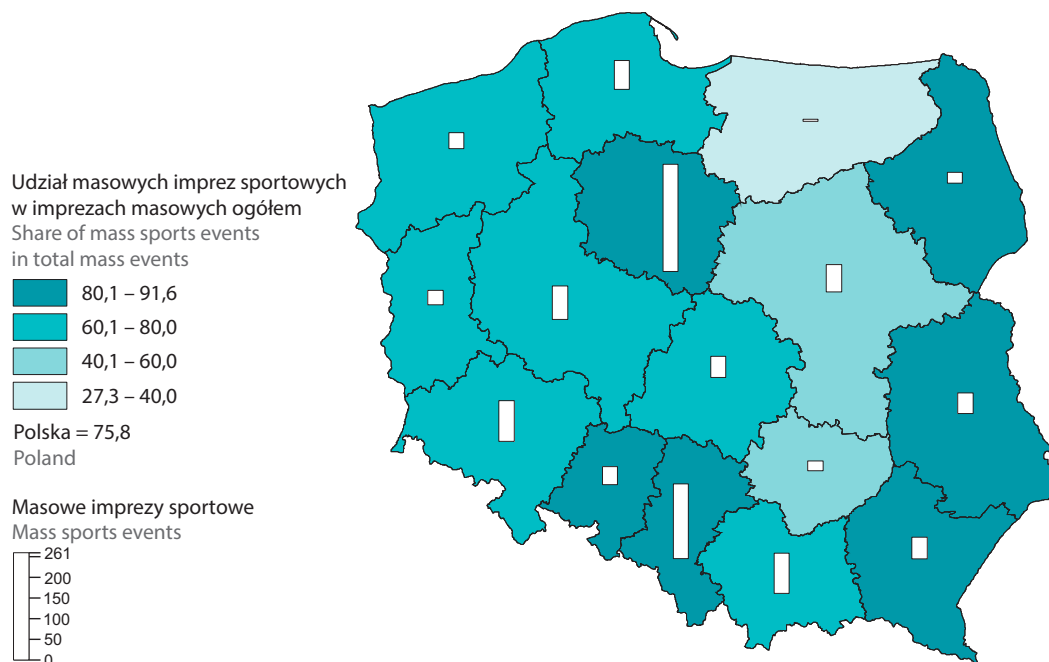 Udział masowych imprez sportowych
w imprezach masowych ogółem
Share of mass sports events
in total mass events
80,1 – 91,6
60,1 – 80,0
40,1 – 60,0
27,3 – 40,0
Polska = 75,8
Poland
Masowe imprezy sportowe
Mass sports events
261
200
150
100
50
0